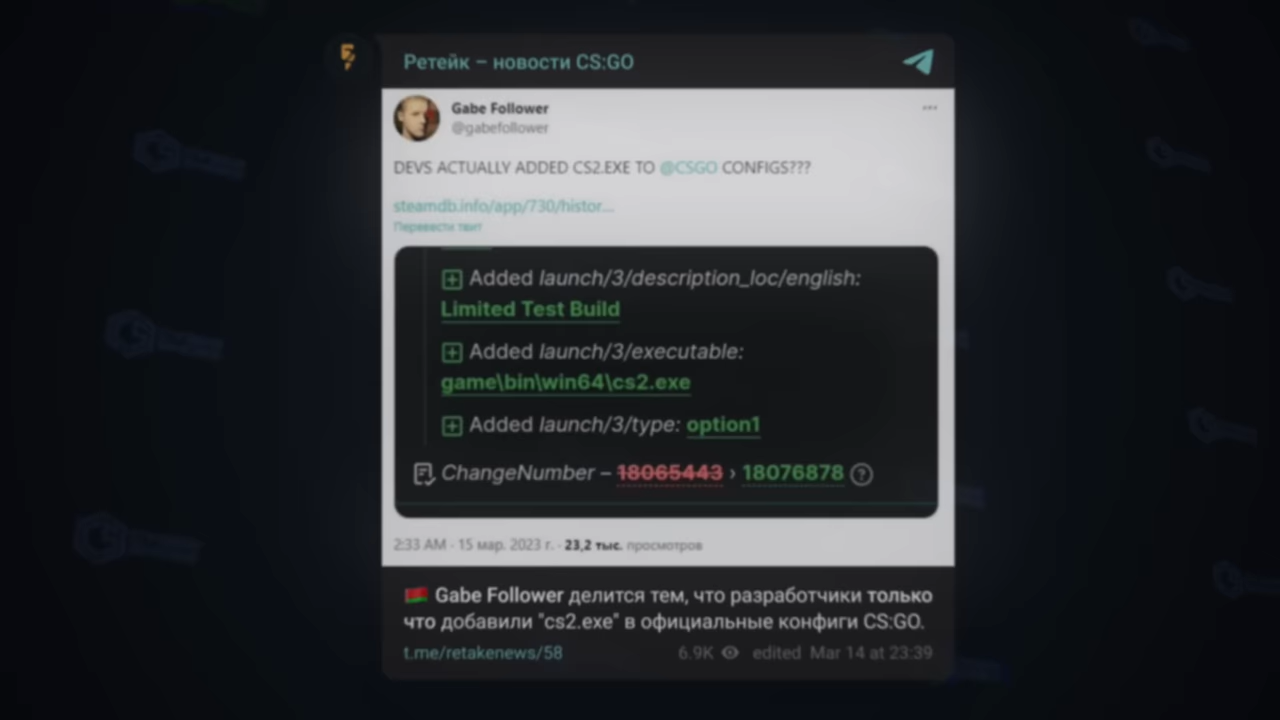 Ретейк – новости CS:GO
Gabe Follower
@gabefollower
DEVS ACTUALLY ADDED CS2.EXE TO @CSGO CONFIGS???
steamdb.info/app/730/histor...
Перевести твит
Added launch/3/description_loc/english:
Limited Test Build
Added launch/3/executable:
game\bin\win64\cs2.exe
Added launch/3/type: option1
ChangeNumber – 18065443 › 18076878
2:33 AM · 15 мар. 2023 г. · 23,2 тыс. просмотров
Gabe Follower делится тем, что разработчики только
что добавили "cs2.exe" в официальные конфиги CS:GO.
t.me/retakenews/58 6.9K edited Mar 14 at 23:39